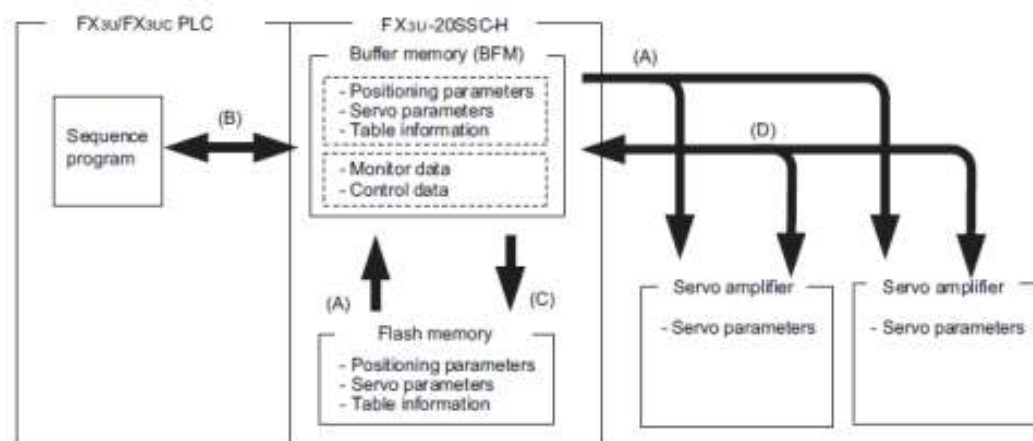 FX3U/FX3UC PLC
FX3U-20SSC-H
Buffer memory (BFM)
- Positioning parameters
- Servo parameters
- Table information
- Monitor data
- Control data
Sequence
program
(B)
(A)
(D)
(A)
(C)
Flash memory
- Positioning parameters
- Servo parameters
- Table information
Servo amplifier
- Servo parameters
Servo amplifier
- Servo parameters